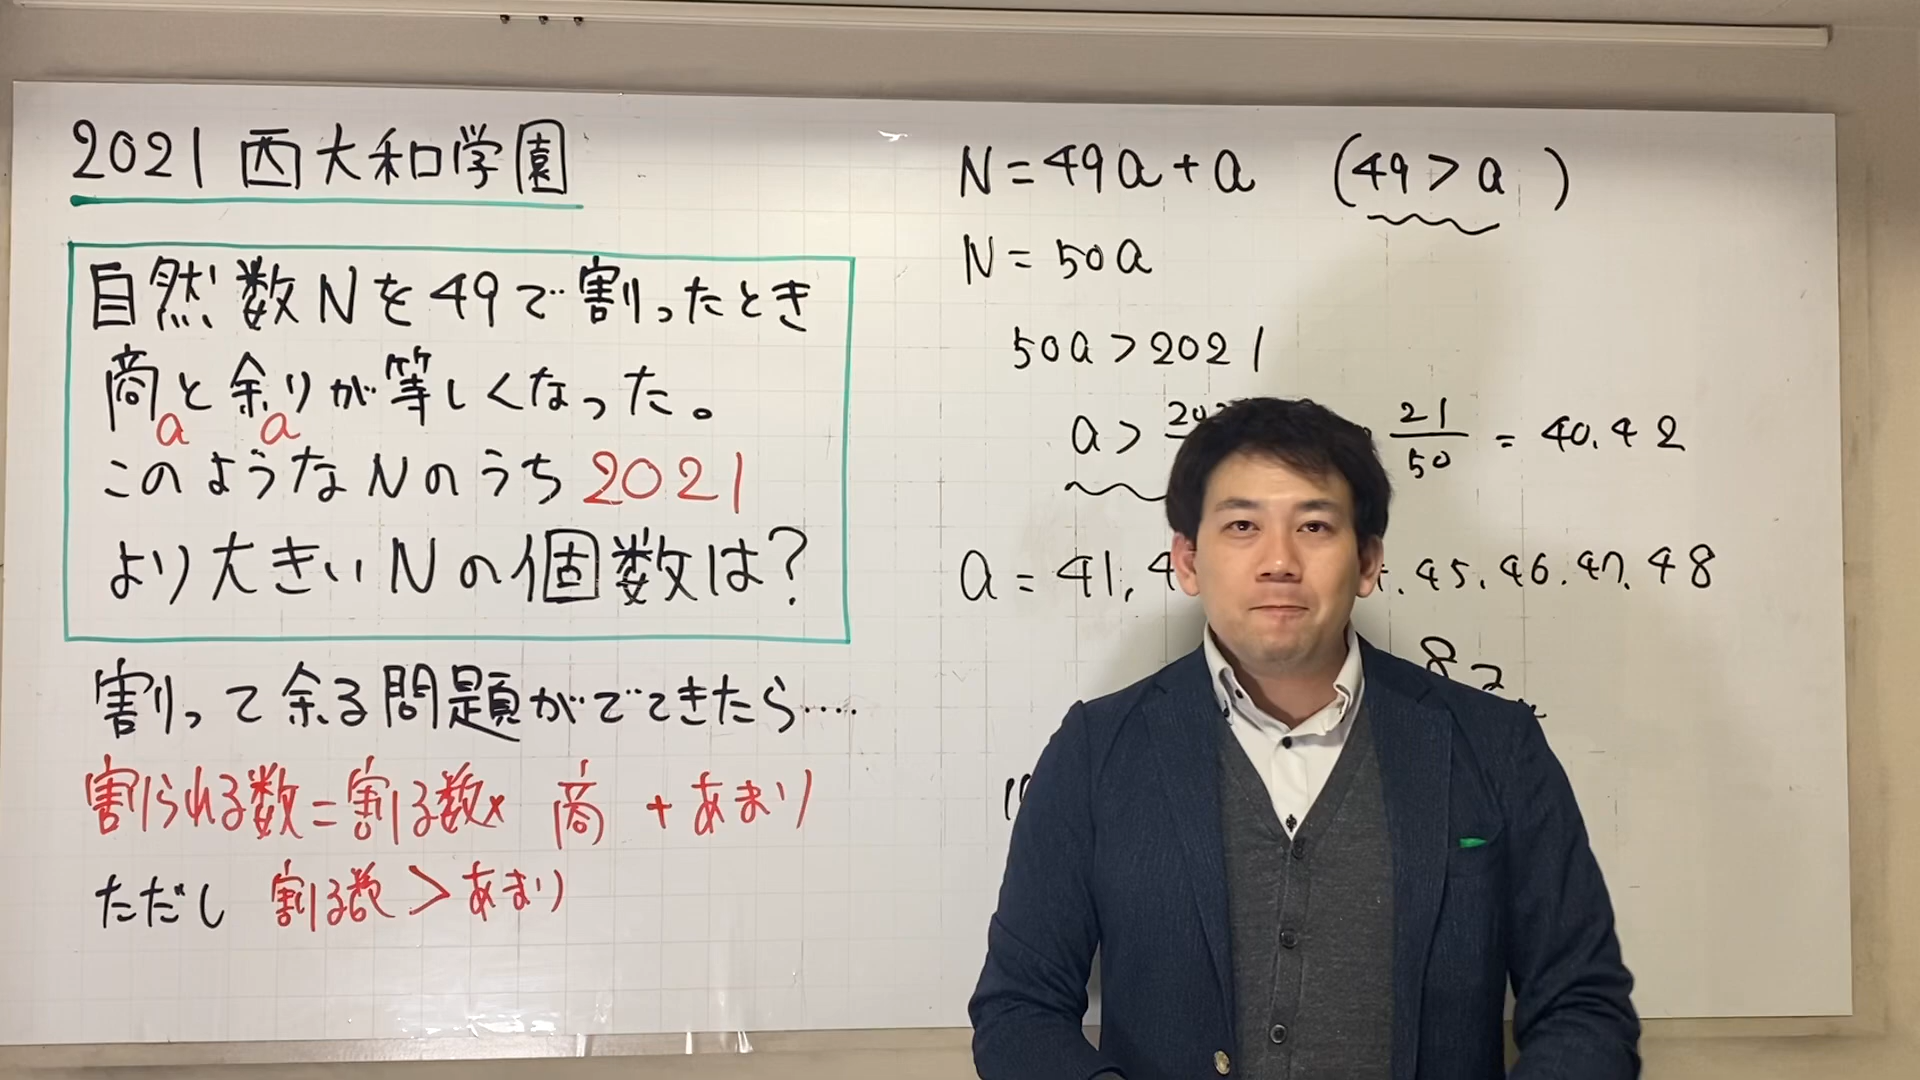 2021 西大和学園
自然数Nを49で割ったとき
商と余りが等しくなった。
a a
このようなNのうち2021
より大きいNの個数は?
割って余る問題がでてきたら……
割られる数=割る数× 商 + あまり
ただし 割る数 > あまり
N = 49a + a (49 > a )
N = 50a
50a > 2021
a > 21/50 = 40.42
a = 41, 45. 46. 47. 48
8コ